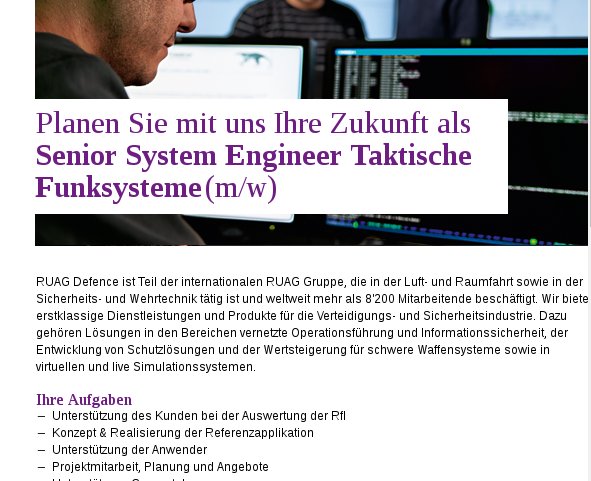 Planen Sie mit uns Ihre Zukunft als
Senior System Engineer Taktische
Funksysteme (m/w)
RUAG Defence ist Teil der internationalen RUAG Gruppe, die in der Luft- und Raumfahrt sowie in der
Sicherheits- und Wehrtechnik tätig ist und weltweit mehr als 8'200 Mitarbeitende beschäftigt. Wir biete
erstklassige Dienstleistungen und Produkte für die Verteidigungs- und Sicherheitsindustrie. Dazu
gehören Lösungen in den Bereichen vernetzte Operationsführung und Informationssicherheit, der
Entwicklung von Schutzlösungen und der Wertsteigerung für schwere Waffensysteme sowie in
virtuellen und live Simulationssystemen.
Ihre Aufgaben
– Unterstützung des Kunden bei der Auswertung der RfI
– Konzept & Realisierung der Referenzapplikation
– Unterstützung der Anwender
– Projektmitarbeit, Planung und Angebote